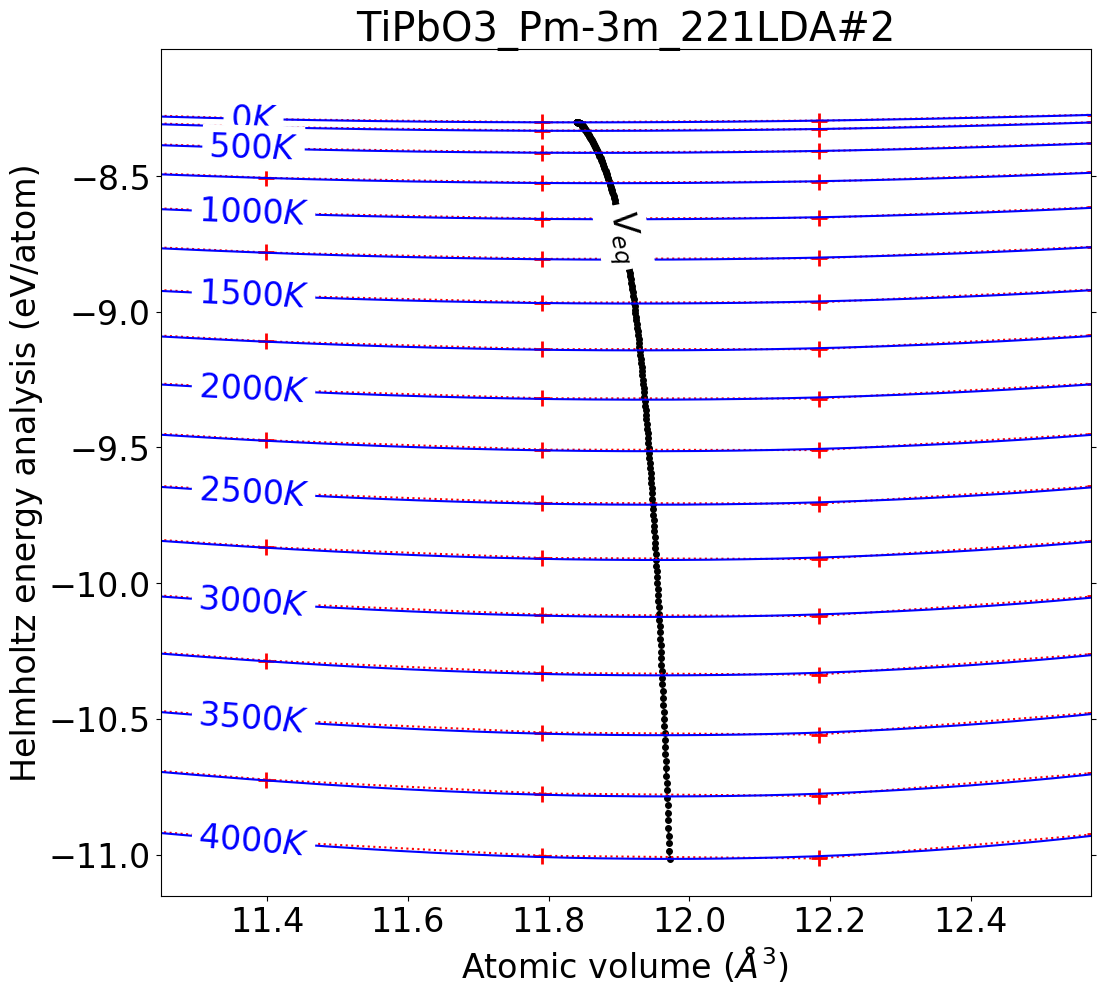 TiPbO3_Pm-3m_221LDA#2
Helmholtz energy analysis (eV/atom)
−8.5
−9.0
−9.5
−10.0
−10.5
−11.0
0K
500K
1000K
1500K
2000K
2500K
3000K
3500K
4000K
V_eq
11.4 11.6 11.8 12.0 12.2 12.4
Atomic volume (Å³)